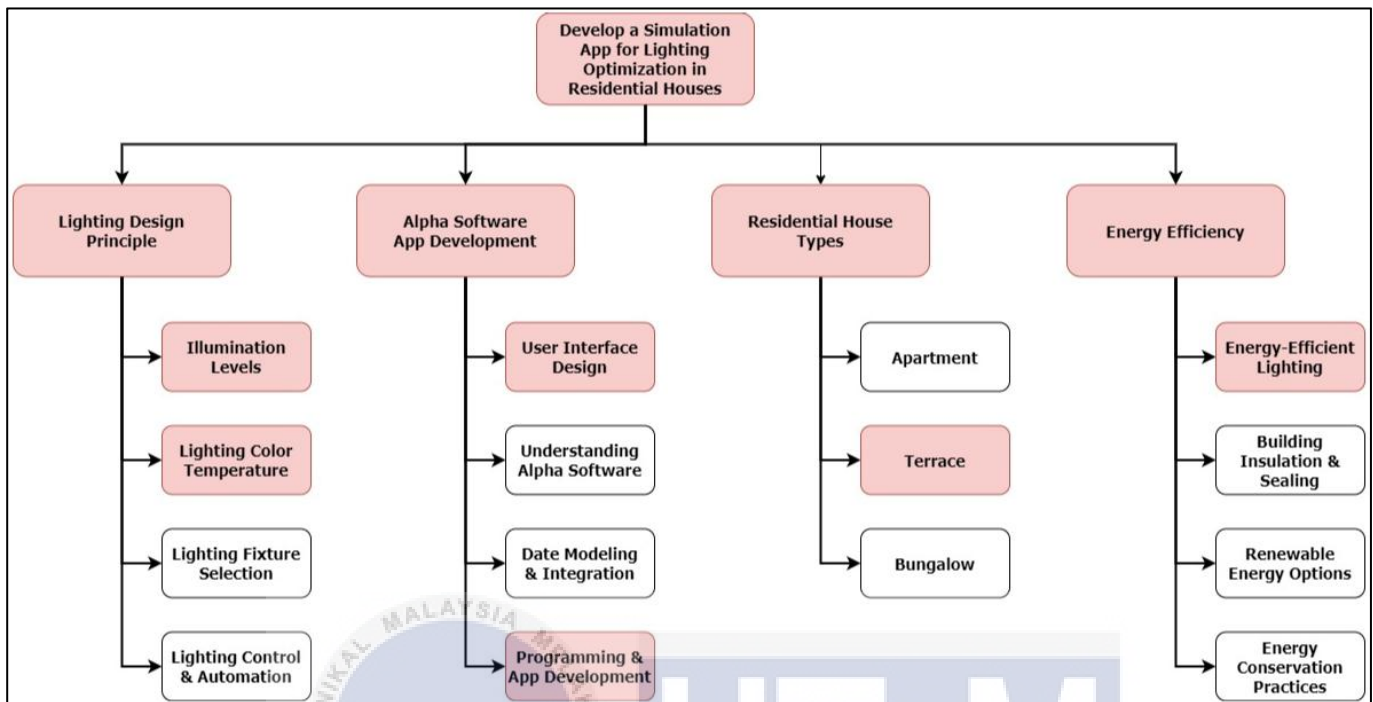 Develop a Simulation
App for Lighting
Optimization in
Residential Houses
Lighting Design
Principle
Alpha Software
App Development
Residential House
Types
Energy Efficiency
Illumination
Levels
User Interface
Design
Apartment
Energy-Efficient
Lighting
Lighting Color
Temperature
Understanding
Alpha Software
Terrace
Building
Insulation &
Sealing
Lighting Fixture
Selection
Date Modeling
& Integration
Bungalow
Renewable
Energy Options
Lighting Control
& Automation
Programming &
App Development
Energy
Conservation
Practices
NIKAL MALAYSIA